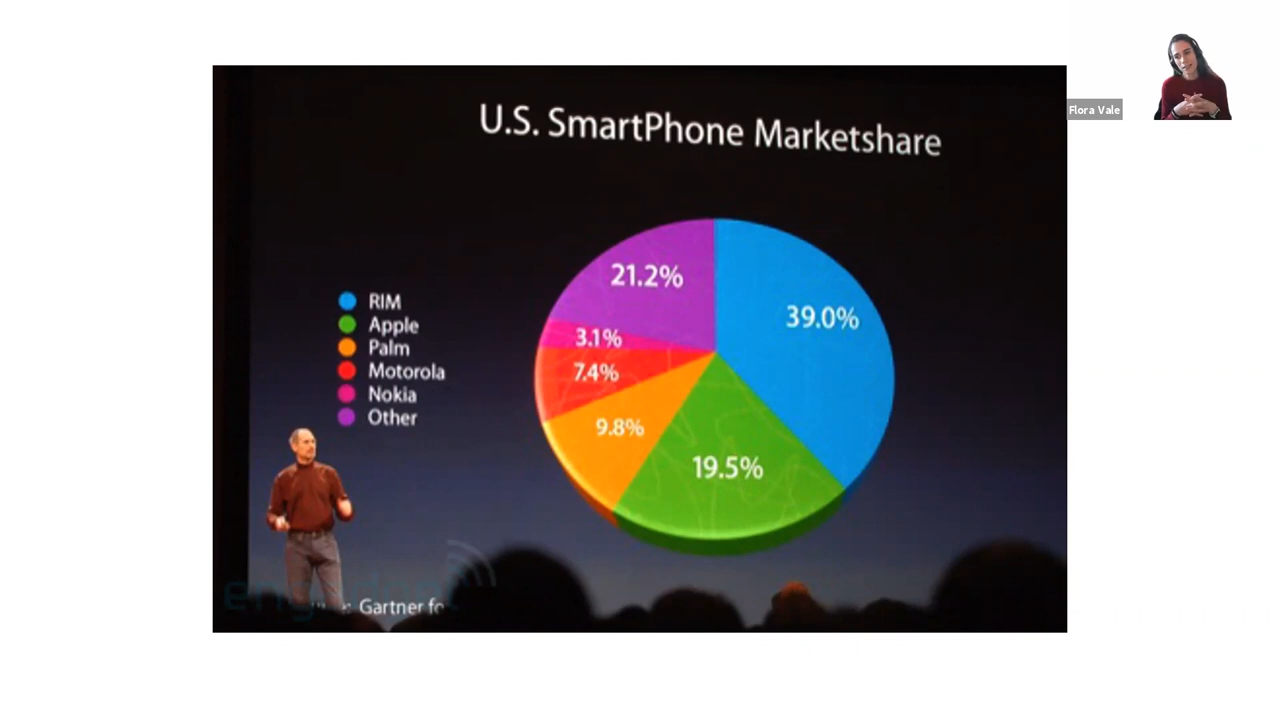 U.S. SmartPhone Marketshare
Flora Vale
21.2%
39.0%
3.1%
7.4%
9.8%
19.5%
RIM
Apple
Palm
Motorola
Nokia
Other
engadget
Gartner